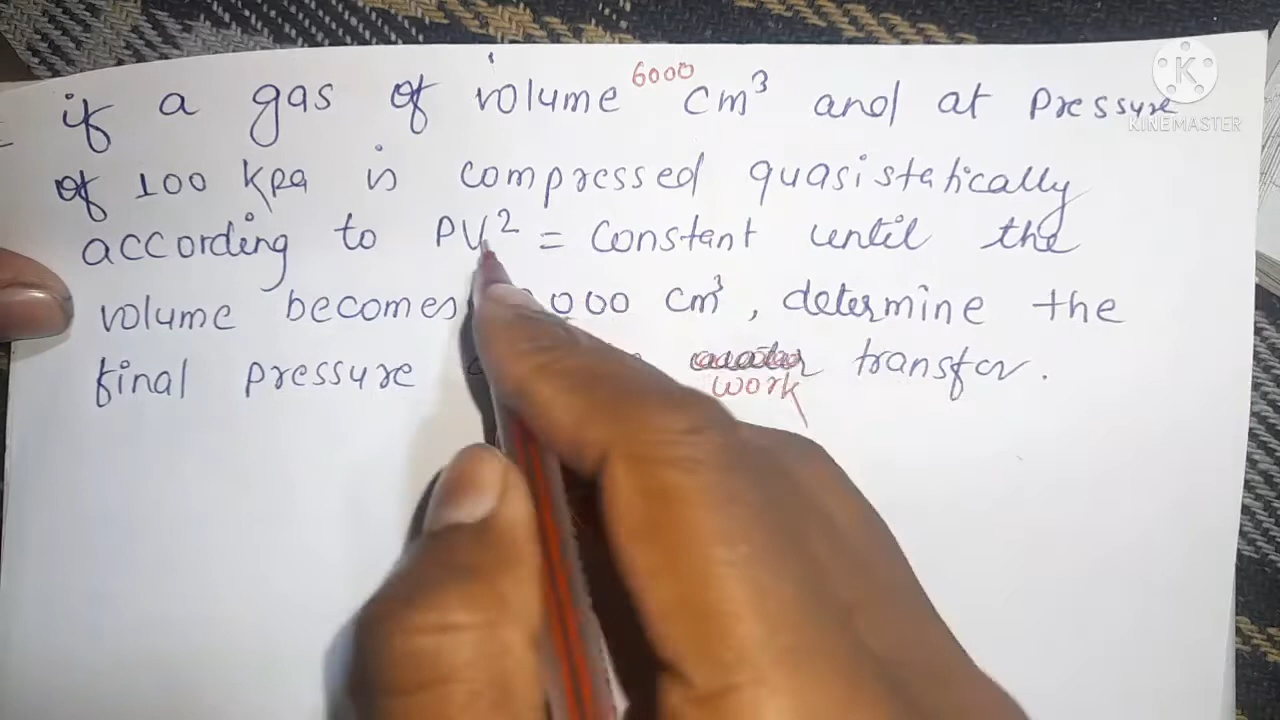 if a gas of volume 6000 cm³ and at pressure
of 100 kpa is compressed quasistatically
according to PV² = constant until the
volume becomes 000 cm³, determine the
final pressure transfer.
work
K
KINEMASTER